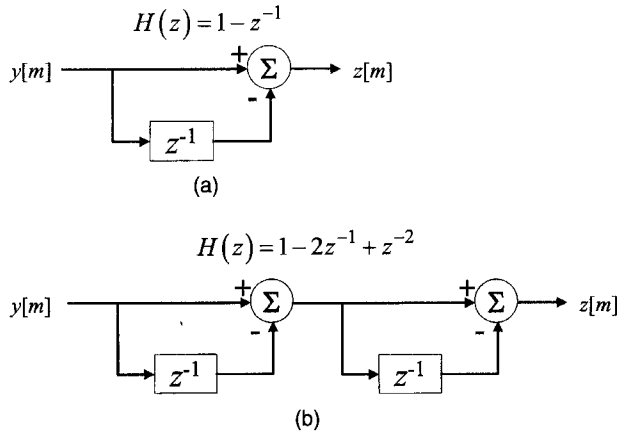 H(z) = 1 − z⁻¹
y[m] + Σ z[m]
-
z⁻¹
(a)
H(z) = 1 − 2z⁻¹ + z⁻²
y[m] + Σ + Σ z[m]
- -
z⁻¹ z⁻¹
(b)